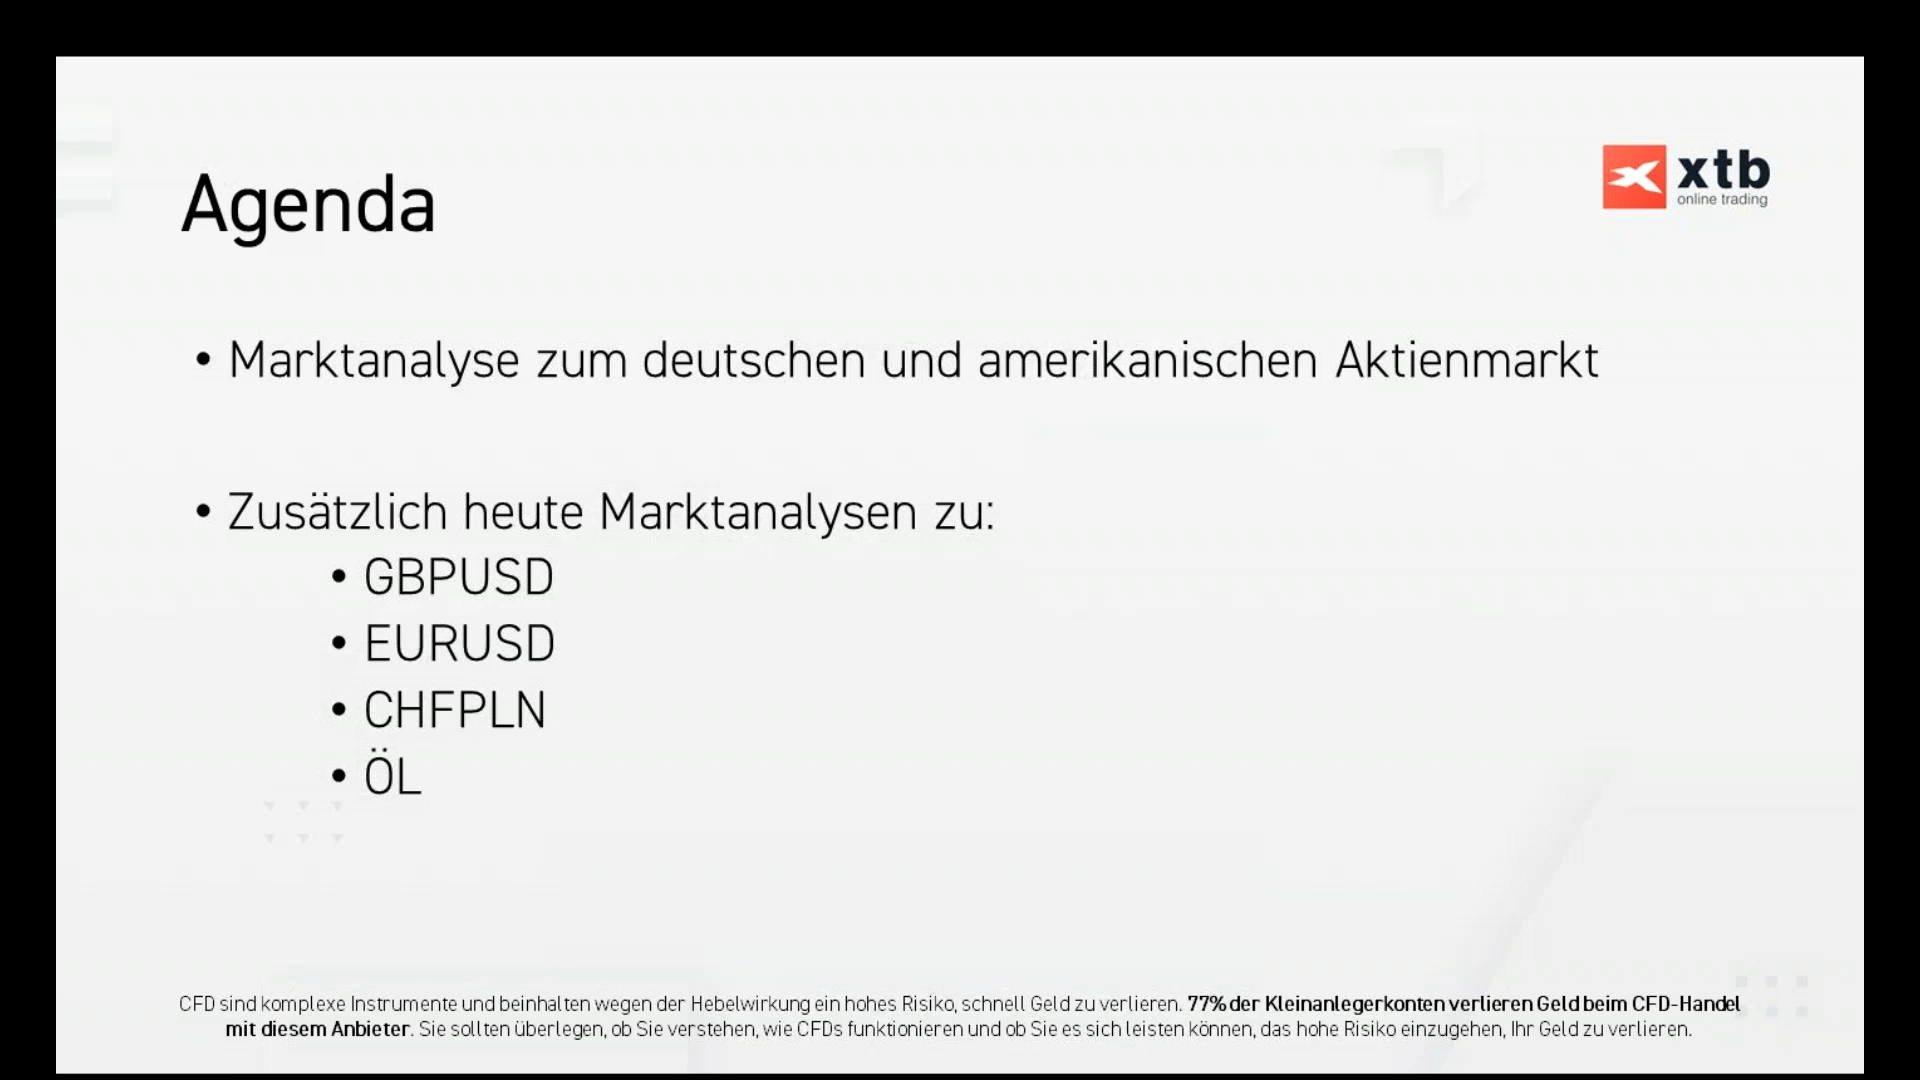 xtb
online trading
Agenda
• Marktanalyse zum deutschen und amerikanischen Aktienmarkt
• Zusätzlich heute Marktanalysen zu:
• GBPUSD
• EURUSD
• CHFPLN
• ÖL
CFD sind komplexe Instrumente und beinhalten wegen der Hebelwirkung ein hohes Risiko, schnell Geld zu verlieren. 77% der Kleinanlegerkonten verlieren Geld beim CFD-Handel
mit diesem Anbieter. Sie sollten überlegen, ob Sie verstehen, wie CFDs funktionieren und ob Sie es sich leisten können, das hohe Risiko einzugehen, Ihr Geld zu verlieren.